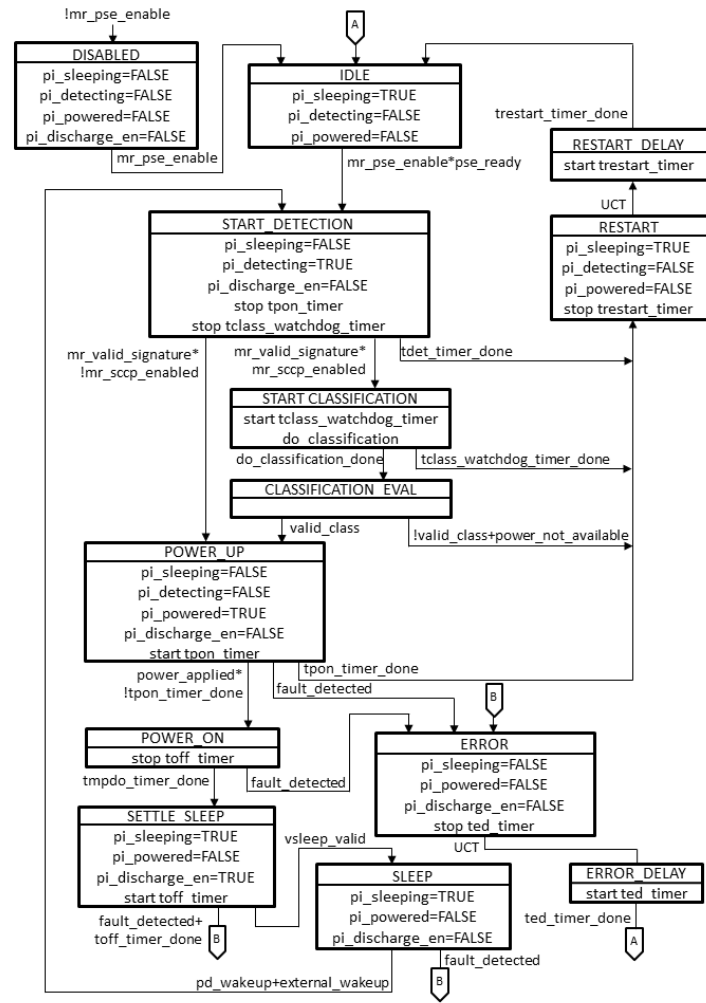 !mr_pse_enable
A
DISABLED
pi_sleeping=FALSE
pi_detecting=FALSE
pi_powered=FALSE
pi_discharge_en=FALSE
mr_pse_enable
IDLE
pi_sleeping=TRUE
pi_detecting=FALSE
pi_powered=FALSE
mr_pse_enable*pse_ready
trestart_timer_done
RESTART_DELAY
start trestart_timer
UCT
RESTART
pi_sleeping=TRUE
pi_detecting=FALSE
pi_powered=FALSE
stop trestart_timer
START_DETECTION
pi_sleeping=FALSE
pi_detecting=TRUE
pi_discharge_en=FALSE
stop tpon_timer
stop tclass_watchdog_timer
mr_valid_signature*
!mr_sccp_enabled
mr_valid_signature*
mr_sccp_enabled
tdet_timer_done
START CLASSIFICATION
start tclass_watchdog_timer
do_classification
do_classification_done
tclass_watchdog_timer_done
CLASSIFICATION_EVAL
valid_class
!valid_class+power_not_available
POWER_UP
pi_sleeping=FALSE
pi_detecting=FALSE
pi_powered=TRUE
pi_discharge_en=FALSE
start tpon_timer
power_applied*
!tpon_timer_done
tpon_timer_done
fault_detected
B
POWER_ON
stop toff_timer
tmpdo_timer_done
fault_detected
ERROR
pi_sleeping=FALSE
pi_powered=FALSE
pi_discharge_en=FALSE
stop ted_timer
UCT
SETTLE_SLEEP
pi_sleeping=TRUE
pi_powered=FALSE
pi_discharge_en=TRUE
start toff_timer
vsleep_valid
fault_detected+
toff_timer_done
B
SLEEP
pi_sleeping=TRUE
pi_powered=FALSE
pi_discharge_en=FALSE
ERROR_DELAY
start ted_timer
ted_timer_done
A
fault_detected
B
pd_wakeup+external_wakeup